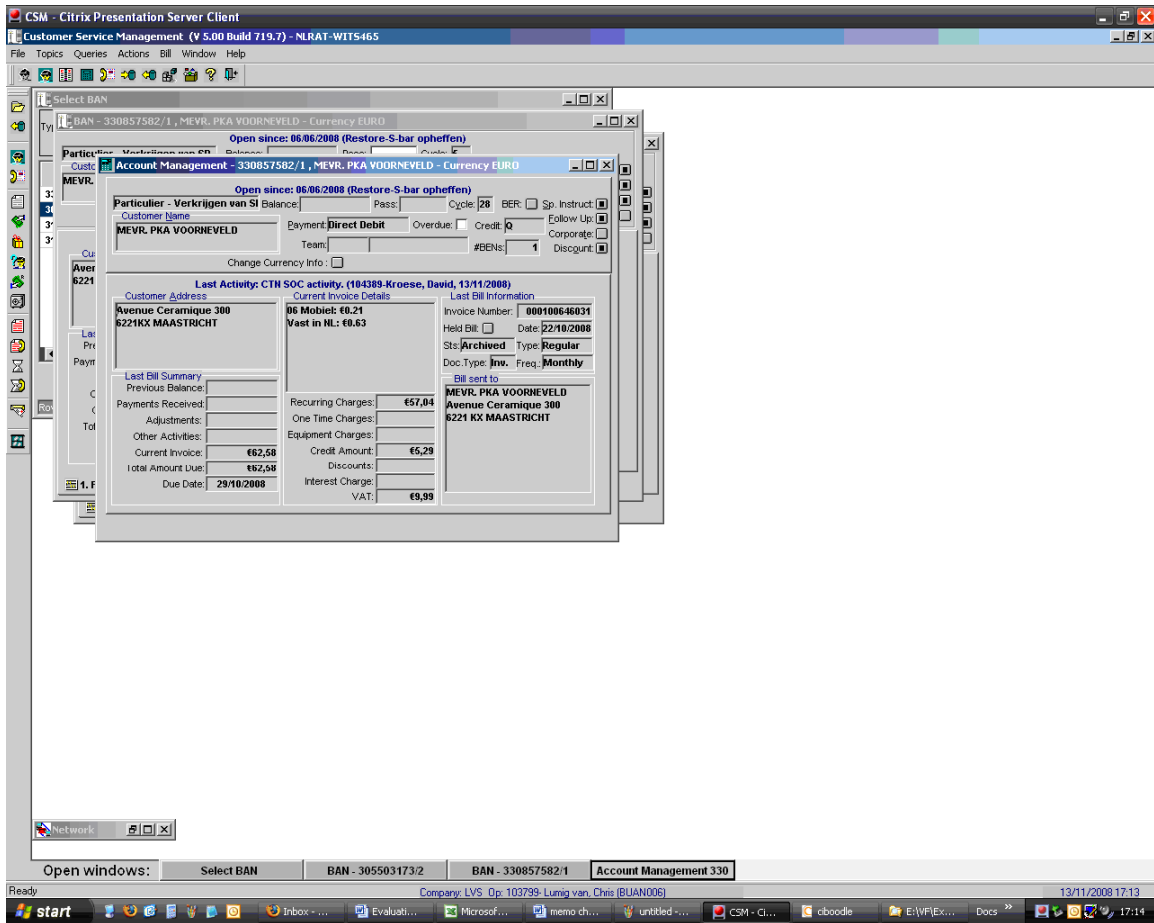 CSM - Citrix Presentation Server Client
Customer Service Management (V 5.00 Build 719.7) - NLRAT-WITS465
File Topics Queries Actions Bill Window Help
Select BAN
BAN - 330857582/1 , MEVR. PKA VOORNEVELD - Currency EURO
Open since: 06/06/2008 (Restore-S-bar opheffen)
Account Management - 330857582/1 , MEVR. PKA VOORNEVELD - Currency EURO
MEVR.
Open since: 06/06/2008 (Restore-S-bar opheffen)
Particulier - Verkrijgen van SI Balance: Pass: Cycle: 28 BER: Sp. Instruct:
Customer Name
MEVR. PKA VOORNEVELD
Payment: Direct Debit Overdue: Credit: Q Follow Up:
Corporate:
Team: #BENs: 1 Discount:
Change Currency Info :
Last Activity: CTN SOC activity. (104389-Kroese, David, 13/11/2008)
Customer Address
Avenue Ceramique 300
6221KX MAASTRICHT
Current Invoice Details
06 Mobiel: €0.21
Vast in NL: €0.63
Last Bill Information
Invoice Number: 000100646031
Held Bill: Date: 22/10/2008
Sts: Archived Type: Regular
Doc.Type: Inv. Freq.: Monthly
Last Bill Summary
Previous Balance:
Payments Received:
Adjustments:
Other Activities:
Current Invoice: €62,58
Total Amount Due: €62,58
Due Date: 29/10/2008
Recurring Charges: €57,04
One Time Charges:
Equipment Charges:
Credit Amount: €5,29
Discounts:
Interest Charge:
VAT: €9,99
Bill sent to
MEVR. PKA VOORNEVELD
Avenue Ceramique 300
6221 KX MAASTRICHT
1. F
Network
Open windows: Select BAN BAN - 305503173/2 BAN - 330857582/1 Account Management 330
Ready Company: LVS Op: 103799- Lumig van, Chris (BUAN006) 13/11/2008 17:13
start Inbox - ... Evaluati... Microsof... memo ch... untitled -... CSM - Ci... ciboodle E:\VF\Ex... Docs » 17:14